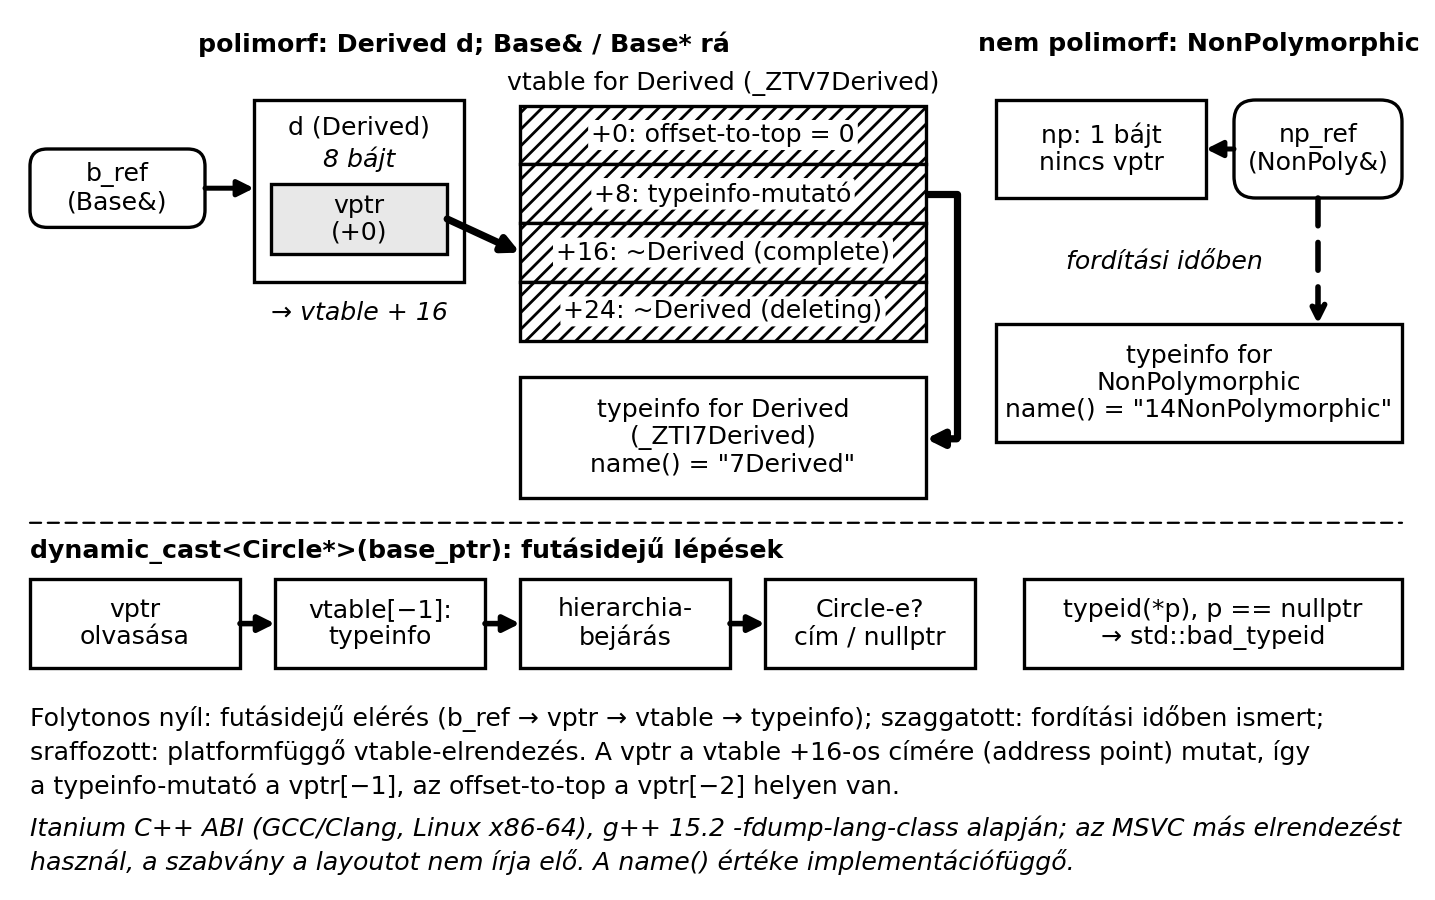 polimorf: Derived d; Base& / Base* rá
nem polimorf: NonPolymorphic
vtable for Derived (_ZTV7Derived)
b_ref
(Base&)
d (Derived)
8 bájt
vptr
(+0)
→ vtable + 16
+0: offset-to-top = 0
+8: typeinfo-mutató
+16: ~Derived (complete)
+24: ~Derived (deleting)
typeinfo for Derived
(_ZTI7Derived)
name() = "7Derived"
np: 1 bájt
nincs vptr
np_ref
(NonPoly&)
fordítási időben
typeinfo for
NonPolymorphic
name() = "14NonPolymorphic"
dynamic_cast<Circle*>(base_ptr): futásidejű lépések
vptr
olvasása
vtable[−1]:
typeinfo
hierarchia-
bejárás
Circle-e?
cím / nullptr
typeid(*p), p == nullptr
→ std::bad_typeid
Folytonos nyíl: futásidejű elérés (b_ref → vptr → vtable → typeinfo); szaggatott: fordítási időben ismert;
sraffozott: platformfüggő vtable-elrendezés. A vptr a vtable +16-os címére (address point) mutat, így
a typeinfo-mutató a vptr[−1], az offset-to-top a vptr[−2] helyen van.
Itanium C++ ABI (GCC/Clang, Linux x86-64), g++ 15.2 -fdump-lang-class alapján; az MSVC más elrendezést
használ, a szabvány a layoutot nem írja elő. A name() értéke implementációfüggő.